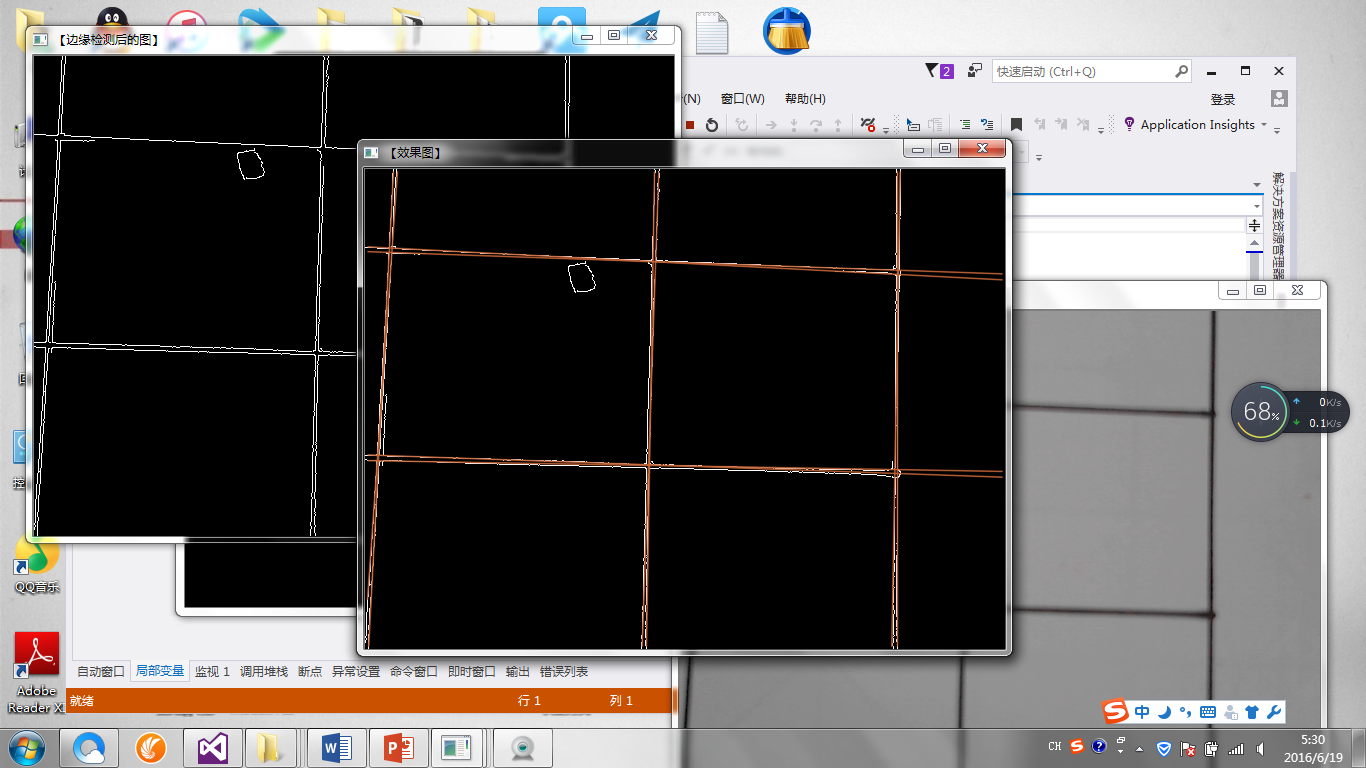 【边缘检测后的图】
2
快速启动 (Ctrl+Q)
(N)
窗口(W)
帮助(H)
登录
Application Insights
【效果图】
解决方案资源管理器
68%
0K/s
0.1K/s
QQ音乐
Adobe
Reader XI
自动窗口
局部变量
监视 1
调用堆栈
断点
异常设置
命令窗口
即时窗口
输出
错误列表
就绪
行 1
列 1
中
CH
5:30
2016/6/19